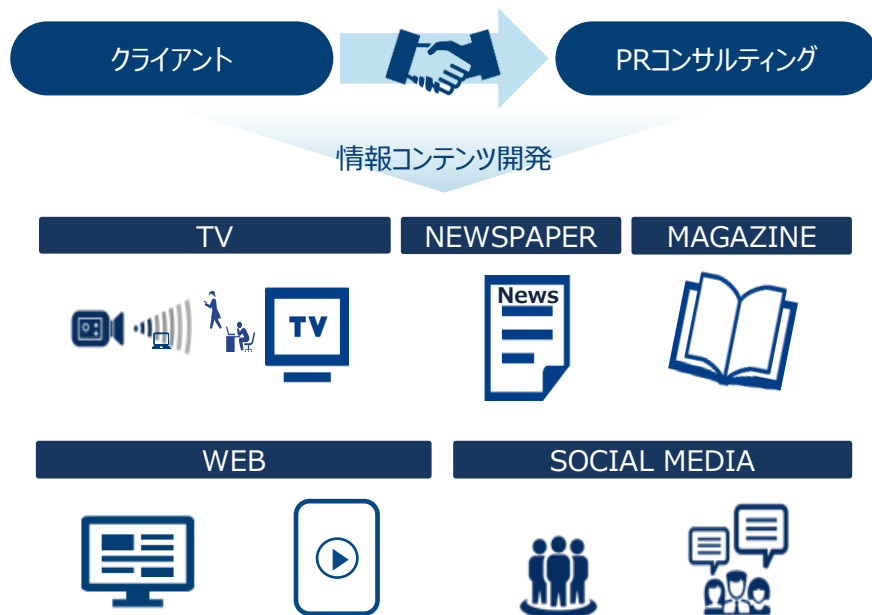 クライアント
PRコンサルティング
情報コンテンツ開発
TV
NEWSPAPER
MAGAZINE
TV
News
WEB
SOCIAL MEDIA